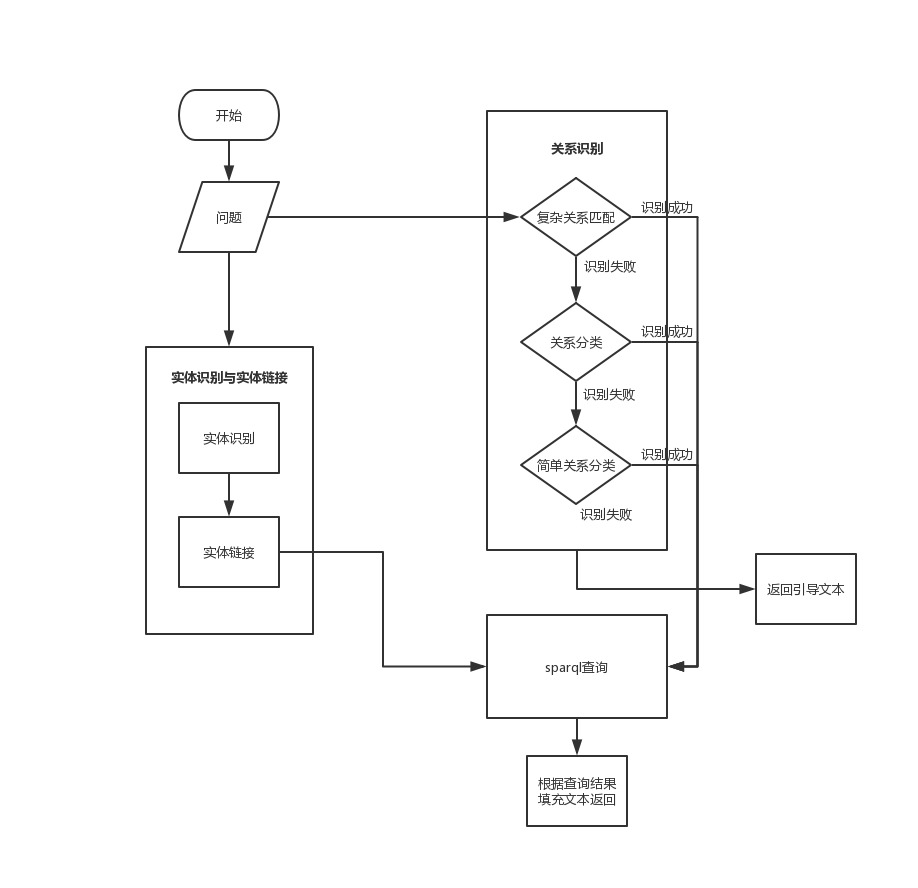 开始
问题
实体识别与实体链接
实体识别
实体链接
关系识别
复杂关系匹配
识别成功
识别失败
关系分类
识别成功
识别失败
简单关系分类
识别成功
识别失败
返回引导文本
sparql查询
根据查询结果
填充文本返回